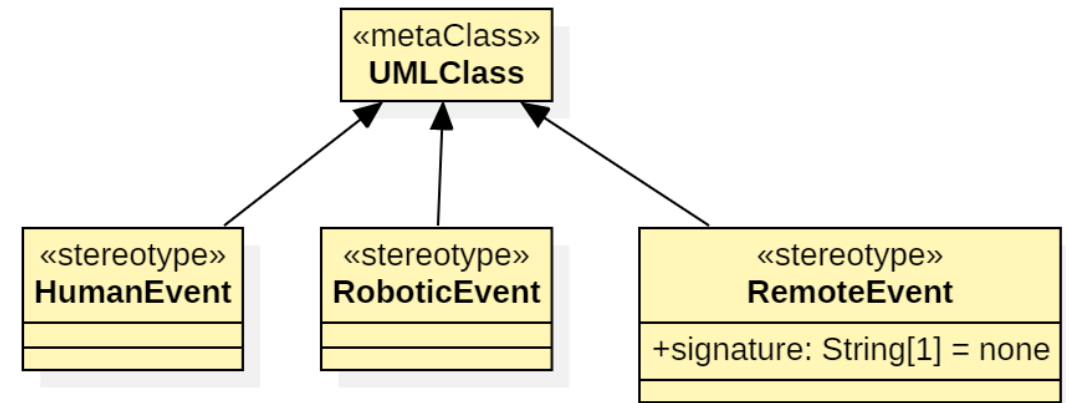 «metaClass»
UMLClass
«stereotype»
HumanEvent
«stereotype»
RoboticEvent
«stereotype»
RemoteEvent
+signature: String[1] = none